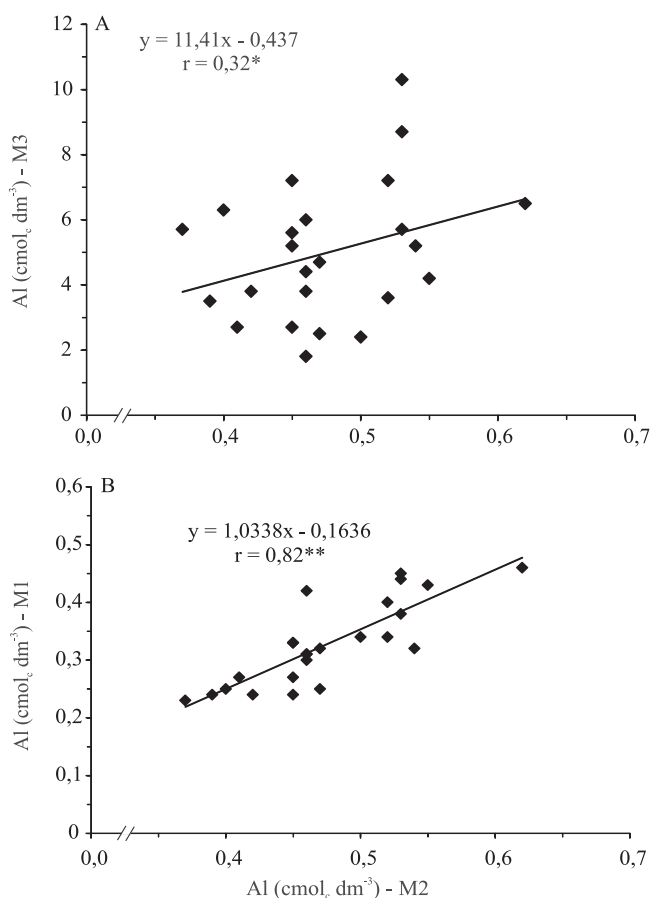 A
y = 11,41x - 0,437
r = 0,32*
12
10
8
6
4
2
0
0,0
0,4
0,5
0,6
0,7
Al (cmol꜀ dm⁻³) - M3
B
y = 1,0338x - 0,1636
r = 0,82**
0,6
0,5
0,4
0,3
0,2
0,1
0
0,0
0,4
0,5
0,6
0,7
Al (cmol꜀ dm⁻³) - M1
Al (cmol꜀ dm⁻³) - M2